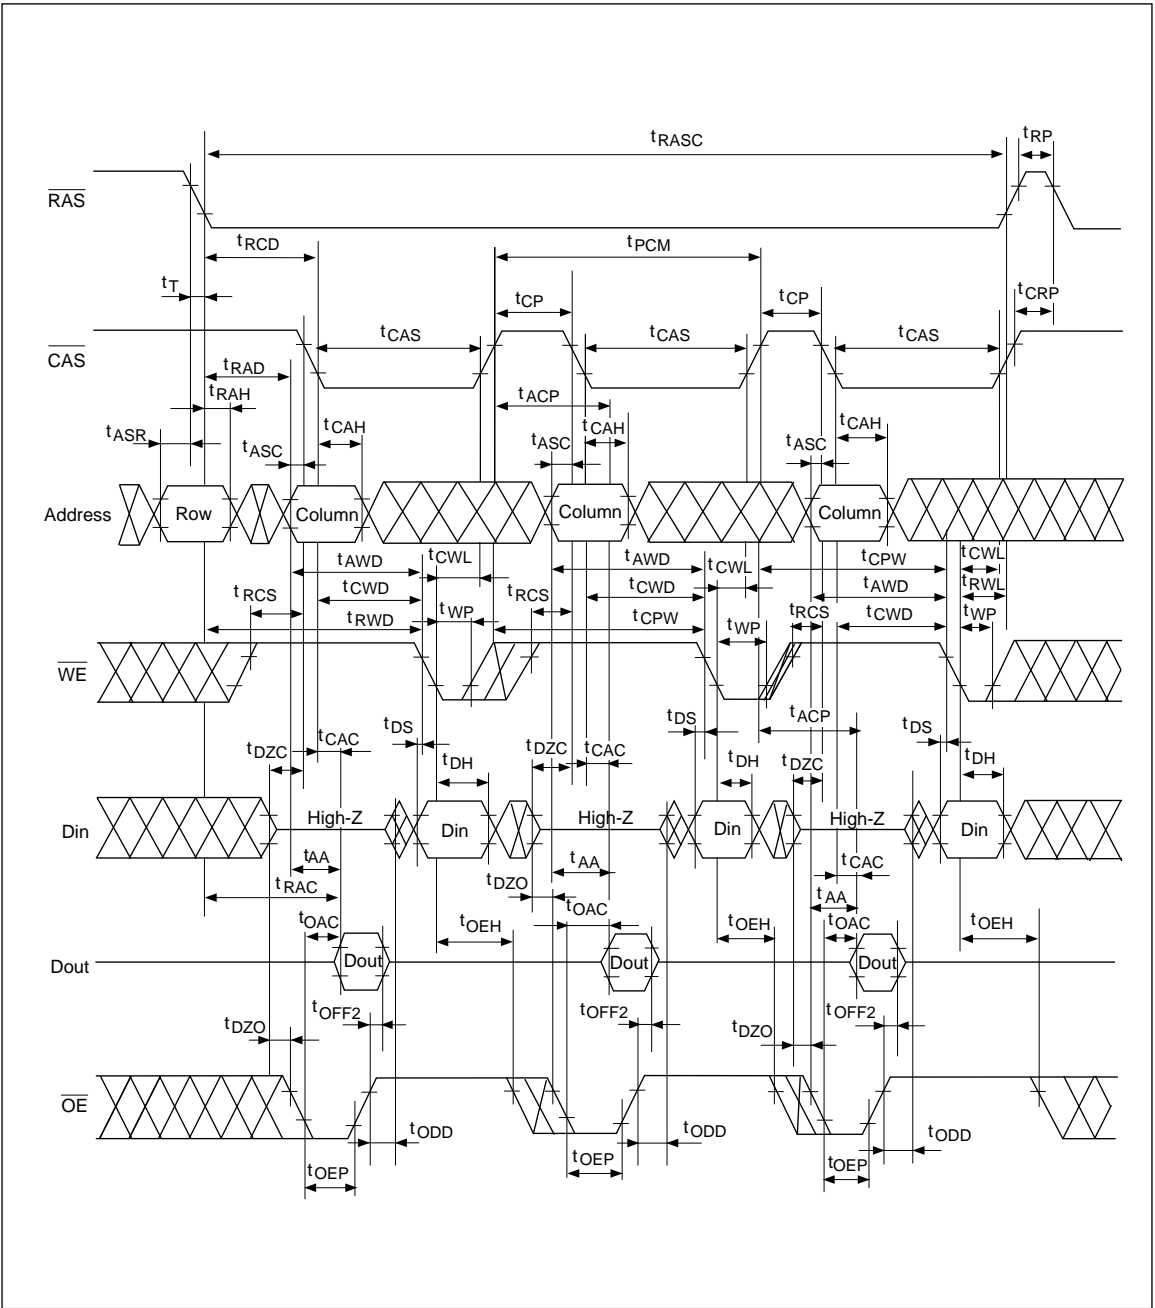 tRASC
tRP
RAS
tRCD
tPCM
tT
tCP
tCP
tCRP
CAS
tCAS
tCAS
tCAS
tRAD
tRAH
tACP
tASR
tASC
tCAH
tASC
tCAH
tASC
tCAH
Address
Row
Column
Column
Column
tAWD
tCWL
tAWD
tCWL
tCPW
tCWL
tRCS
tCWD
tRCS
tCWD
tAWD
tRWL
tRWD
tWP
tCPW
tWP
tRCS
tCWD
tWP
WE
tDS
tDS
tACP
tDS
tDZC
tCAC
tDH
tDZC
tCAC
tDH
tDZC
tDH
Din
High-Z
Din
High-Z
Din
High-Z
Din
tAA
tAA
tCAC
tRAC
tDZO
tAA
tOAC
tOEH
tOAC
tOEH
tOAC
tOEH
Dout
Dout
Dout
Dout
tDZO
tOFF2
tOFF2
tDZO
tOFF2
OE
tODD
tODD
tODD
tOEP
tOEP
tOEP